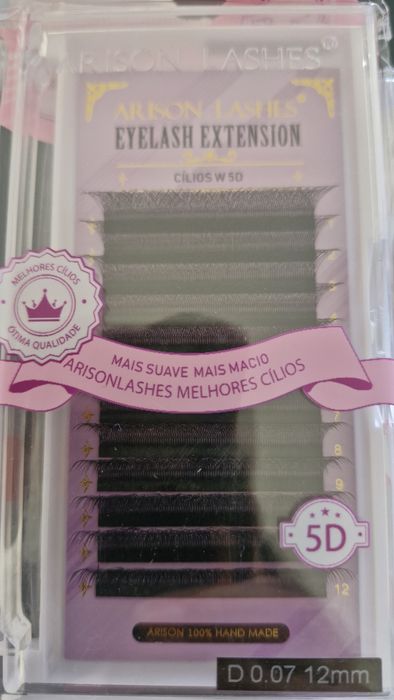 ARISON LASHES®
ARISON LASHES®
EYELASH EXTENSION
CÍLIOS W 5D
MELHORES CÍLIOS
ÓTIMA QUALIDADE
MAIS SUAVE MAIS MACIO
ARISONLASHES MELHORES CÍLIOS
7
8
9
5D
12
ARISON 100% HAND MADE
D 0.07 12mm